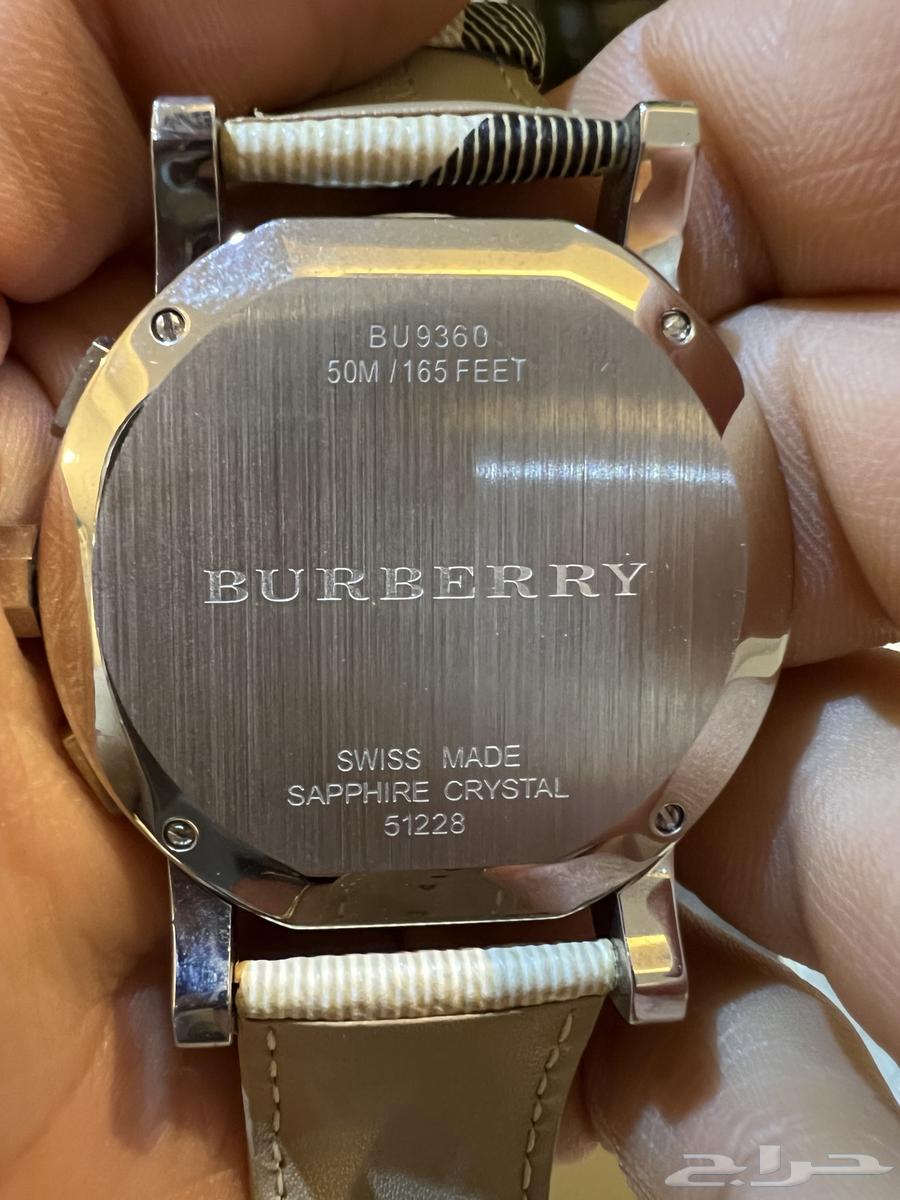 BU9360
50M / 165 FEET
BURBERRY
SWISS MADE
SAPPHIRE CRYSTAL
51228
حراج